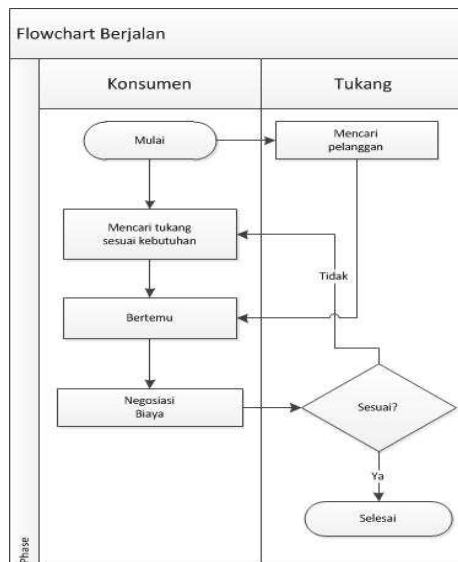 Flowchart Berjalan
Konsumen
Tukang
Mulai
Mencari
pelanggan
Mencari tukang
sesuai kebutuhan
Tidak
Bertemu
Negosiasi
Biaya
Sesuai?
Ya
Selesai
Phase